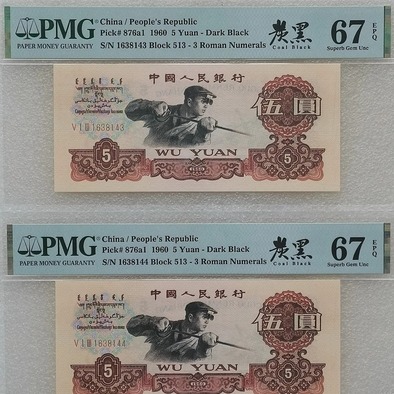 PMG
PAPER MONEY GUARANTY
China / People's Republic
Pick# 876a1 1960 5 Yuan - Dark Black
S/N 1638143 Block 513 - 3 Roman Numerals
炭黑
Coal Black
67 EPQ
Superb Gem Unc
中國人民銀行
VIIII 1638143
伍圓
5
WU YUAN
5
PMG
PAPER MONEY GUARANTY
China / People's Republic
Pick# 876a1 1960 5 Yuan - Dark Black
S/N 1638144 Block 513 - 3 Roman Numerals
炭黑
Coal Black
67 EPQ
Superb Gem Unc
中國人民銀行
VIIII 1638144
伍圓
5
WU YUAN
5